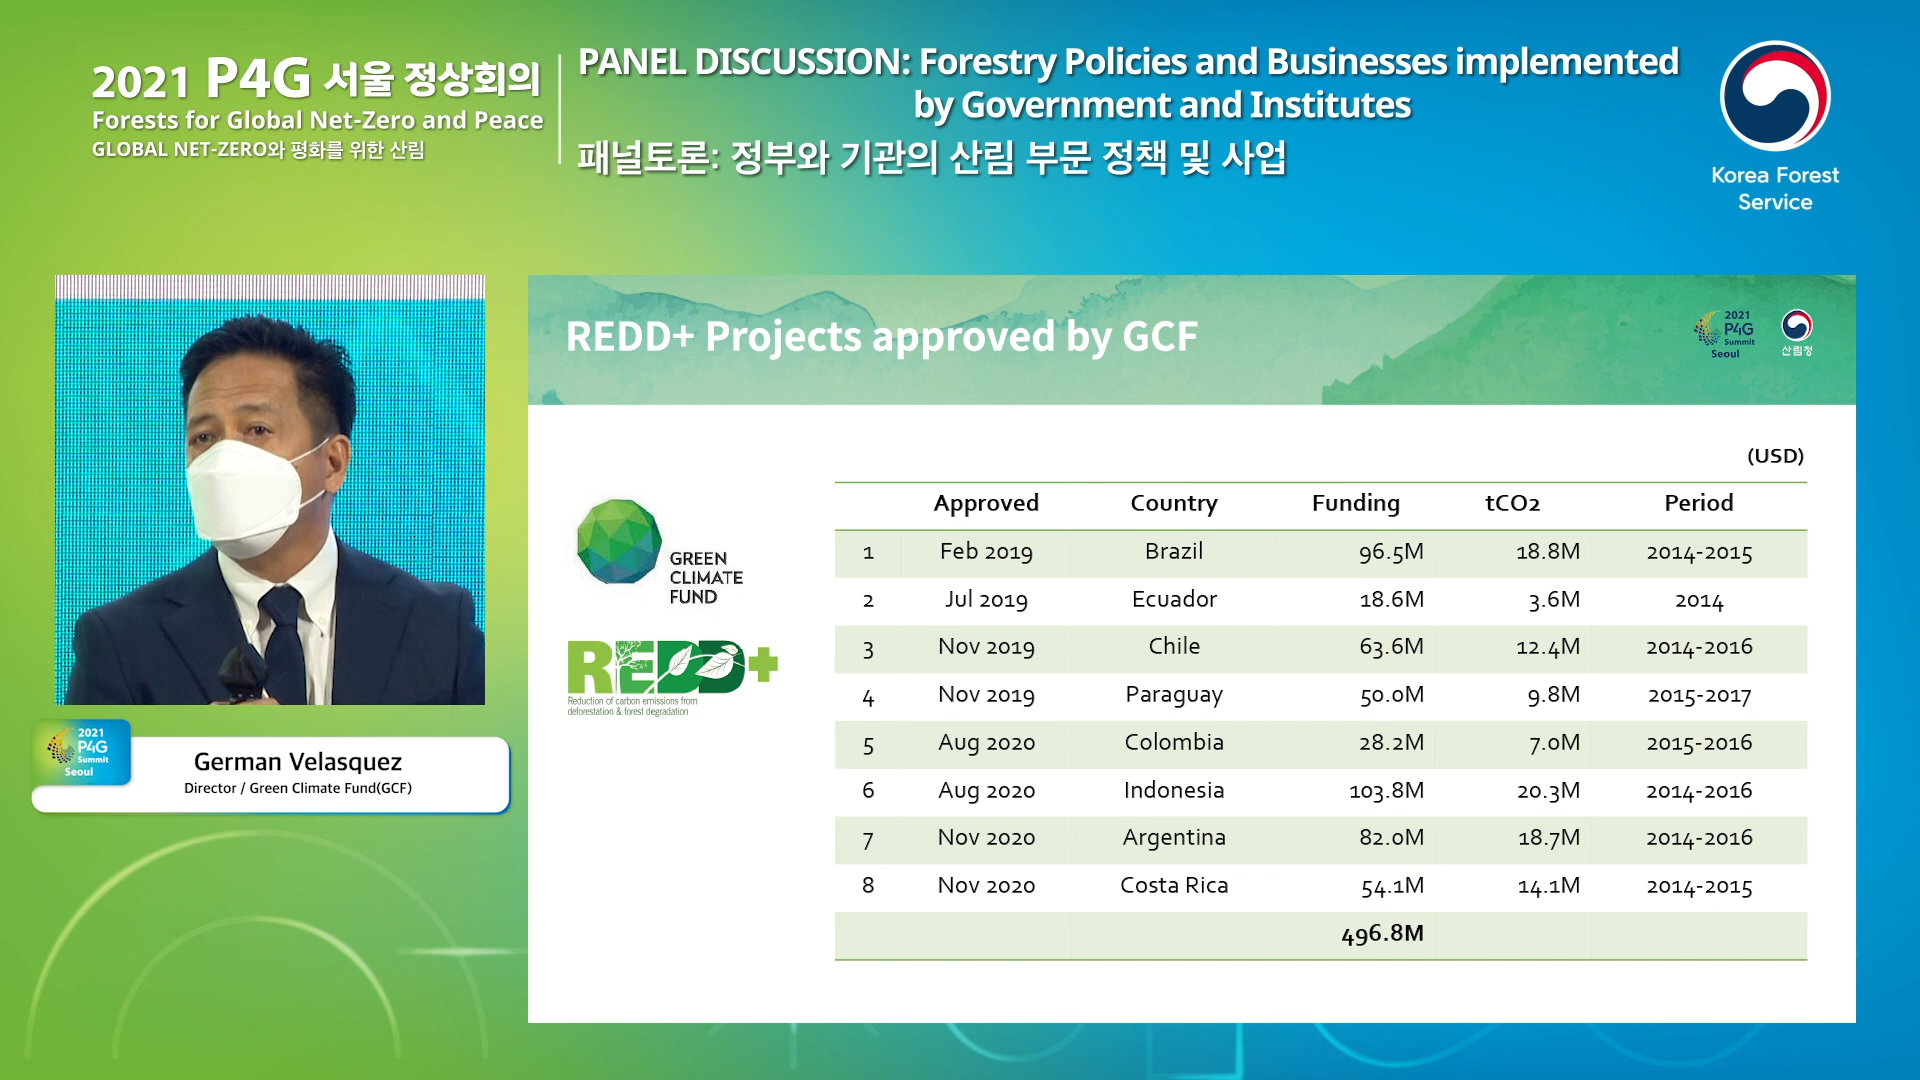 2021 P4G 서울 정상회의
Forests for Global Net-Zero and Peace
GLOBAL NET-ZERO와 평화를 위한 산림
PANEL DISCUSSION: Forestry Policies and Businesses implemented
by Government and Institutes
패널토론: 정부와 기관의 산림 부문 정책 및 사업
Korea Forest
Service
REDD+ Projects approved by GCF
2021
P4G
Summit
Seoul
산림청
(USD)
GREEN
CLIMATE
FUND
REDD+
Reduction of carbon emissions from
deforestation & forest degradation
Approved Country Funding tCO2 Period
1 Feb 2019 Brazil 96.5M 18.8M 2014-2015
2 Jul 2019 Ecuador 18.6M 3.6M 2014
3 Nov 2019 Chile 63.6M 12.4M 2014-2016
4 Nov 2019 Paraguay 50.0M 9.8M 2015-2017
5 Aug 2020 Colombia 28.2M 7.0M 2015-2016
6 Aug 2020 Indonesia 103.8M 20.3M 2014-2016
7 Nov 2020 Argentina 82.0M 18.7M 2014-2016
8 Nov 2020 Costa Rica 54.1M 14.1M 2014-2015
496.8M
2021
P4G
Summit
Seoul
German Velasquez
Director / Green Climate Fund(GCF)